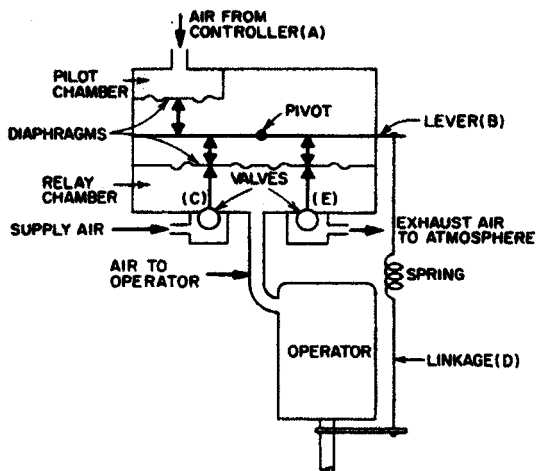 AIR FROM
CONTROLLER(A)
PILOT
CHAMBER
PIVOT
LEVER(B)
DIAPHRAGMS
RELAY
CHAMBER
VALVES
(C)
(E)
SUPPLY AIR
EXHAUST AIR
TO ATMOSPHERE
AIR TO
OPERATOR
SPRING
OPERATOR
LINKAGE(D)